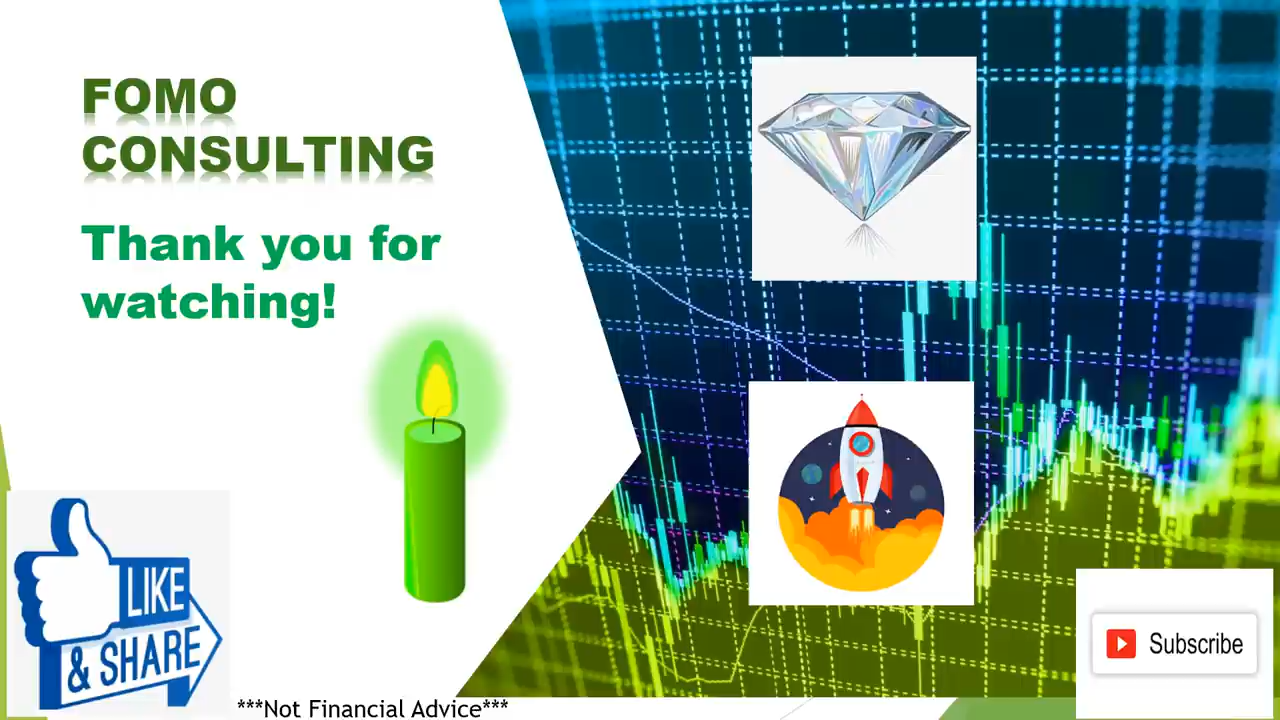 FOMO
CONSULTING
Thank you for
watching!
LIKE
& SHARE
***Not Financial Advice***
Subscribe